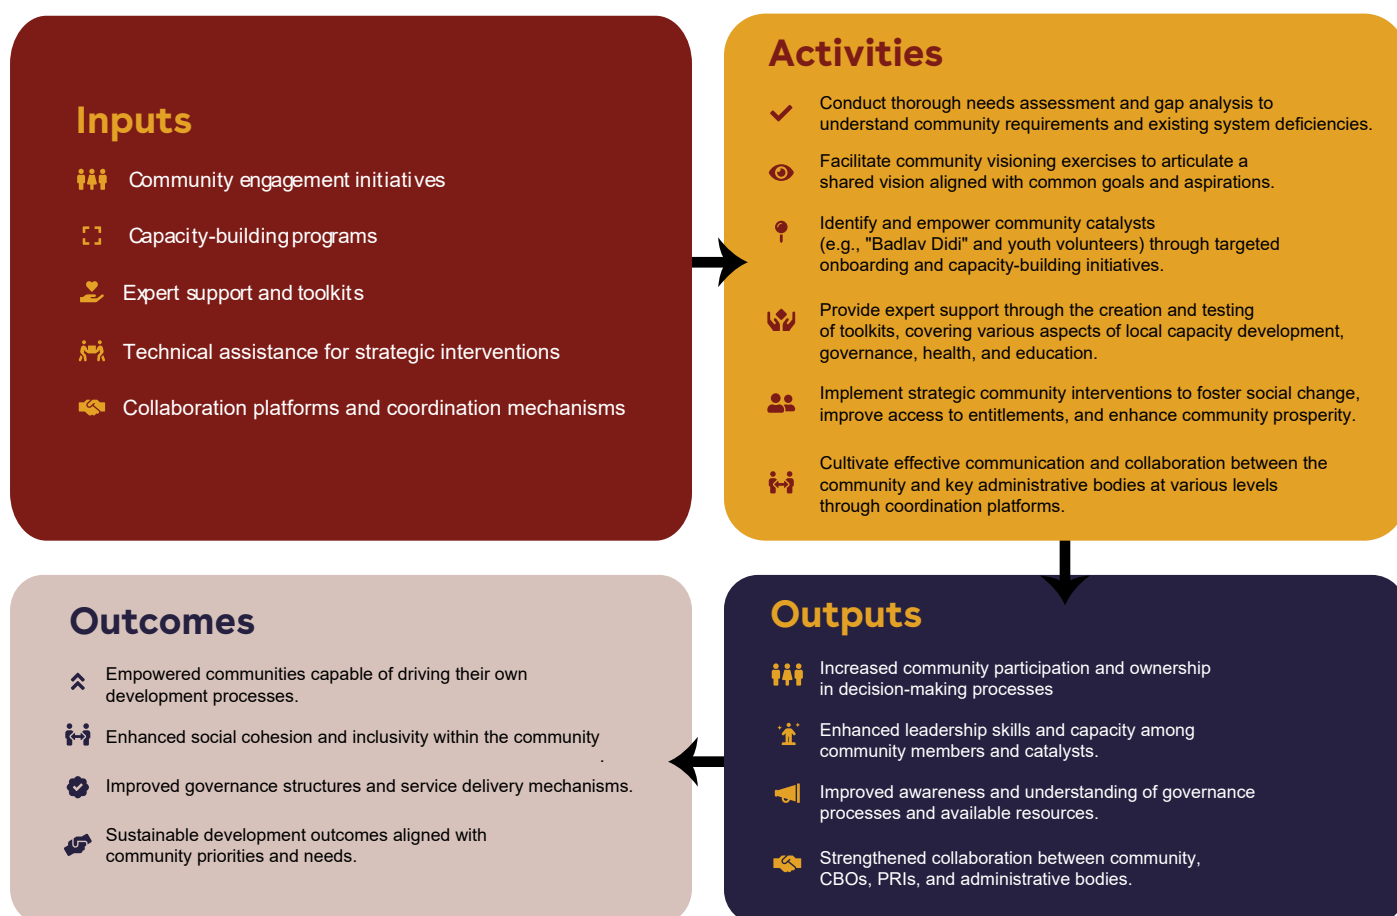 Inputs
Community engagement initiatives
Capacity-building programs
Expert support and toolkits
Technical assistance for strategic interventions
Collaboration platforms and coordination mechanisms
Activities
Conduct thorough needs assessment and gap analysis to
understand community requirements and existing system deficiencies.
Facilitate community visioning exercises to articulate a
shared vision aligned with common goals and aspirations.
Identify and empower community catalysts
(e.g., "Badlav Didi" and youth volunteers) through targeted
onboarding and capacity-building initiatives.
Provide expert support through the creation and testing
of toolkits, covering various aspects of local capacity development,
governance, health, and education.
Implement strategic community interventions to foster social change,
improve access to entitlements, and enhance community prosperity.
Cultivate effective communication and collaboration between the
community and key administrative bodies at various levels
through coordination platforms.
Outputs
Increased community participation and ownership
in decision-making processes
Enhanced leadership skills and capacity among
community members and catalysts.
Improved awareness and understanding of governance
processes and available resources.
Strengthened collaboration between community,
CBOs, PRIs, and administrative bodies.
Outcomes
Empowered communities capable of driving their own
development processes.
Enhanced social cohesion and inclusivity within the community
.
Improved governance structures and service delivery mechanisms.
Sustainable development outcomes aligned with
community priorities and needs.